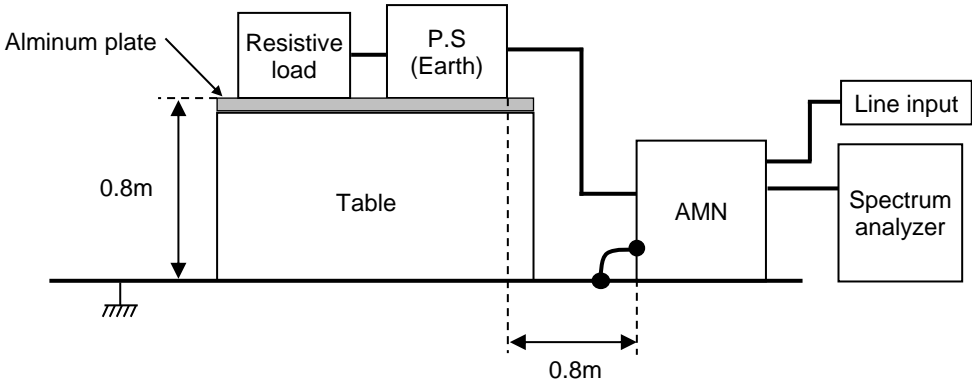 Alminum plate
Resistive
load
P.S
(Earth)
Line input
0.8m
Table
AMN
Spectrum
analyzer
0.8m